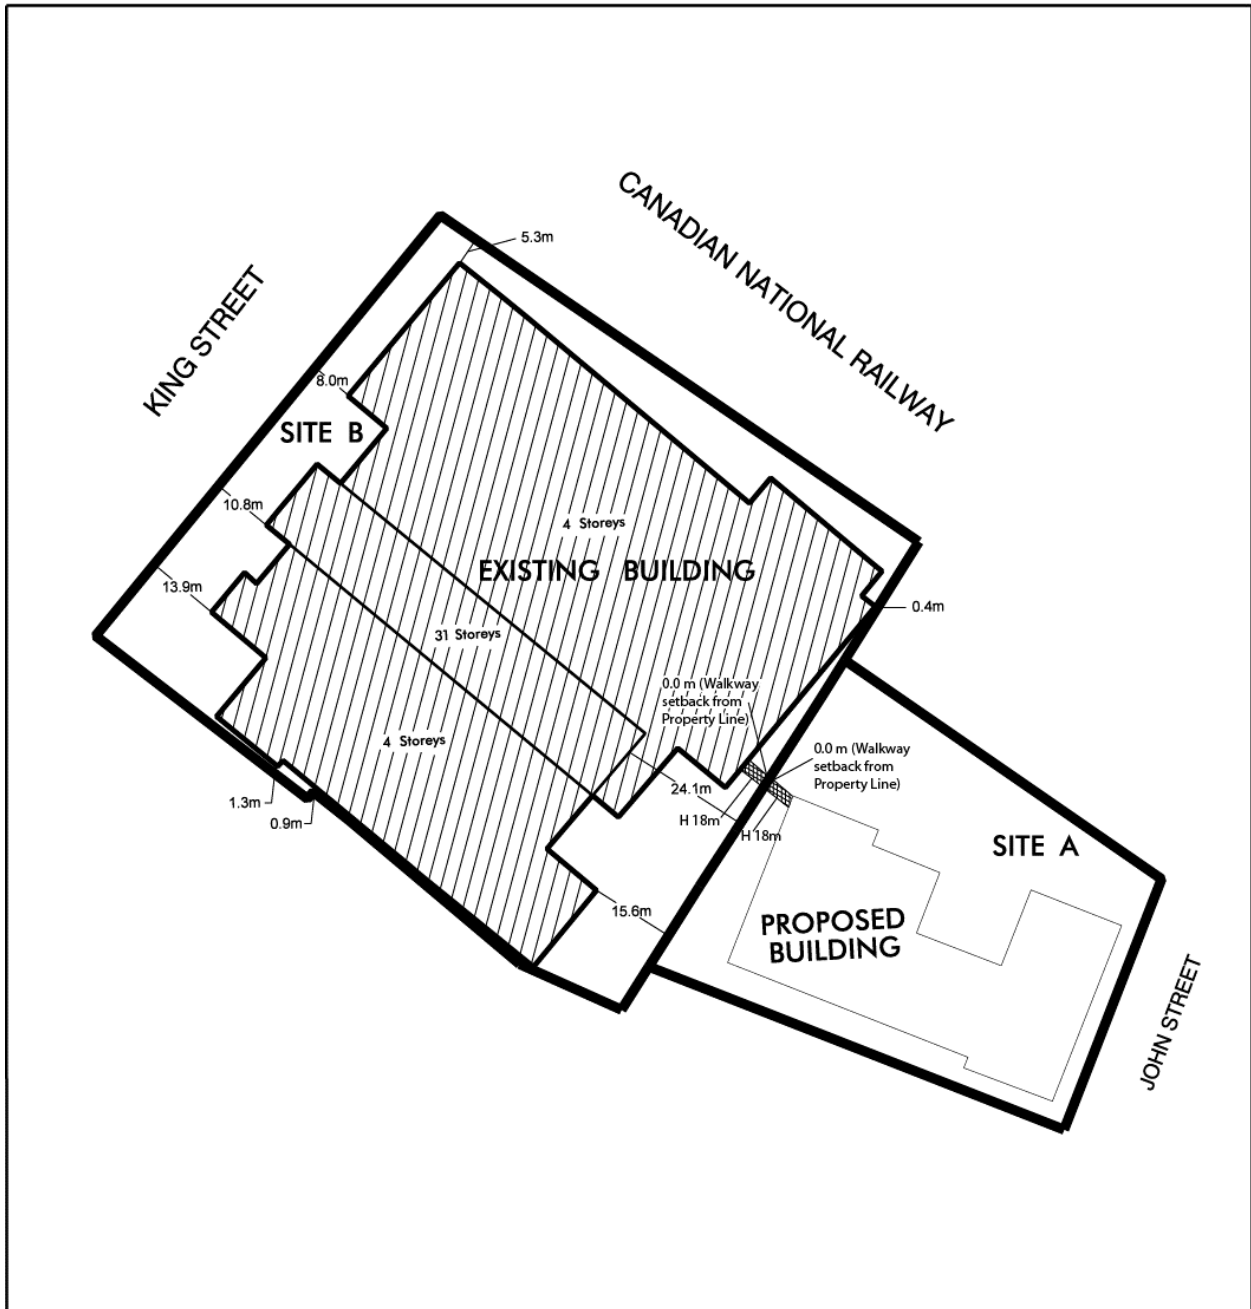 CANADIAN NATIONAL RAILWAY
5.3m
KING STREET
8.0m
SITE B
10.8m
4 Storeys
EXISTING BUILDING
13.9m
0.4m
31 Storeys
0.0 m (Walkway
setback from
Property Line)
4 Storeys
0.0 m (Walkway
setback from
Property Line)
24.1m
1.3m
H 18m
0.9m
H 18m
SITE A
15.6m
PROPOSED
BUILDING
JOHN STREET